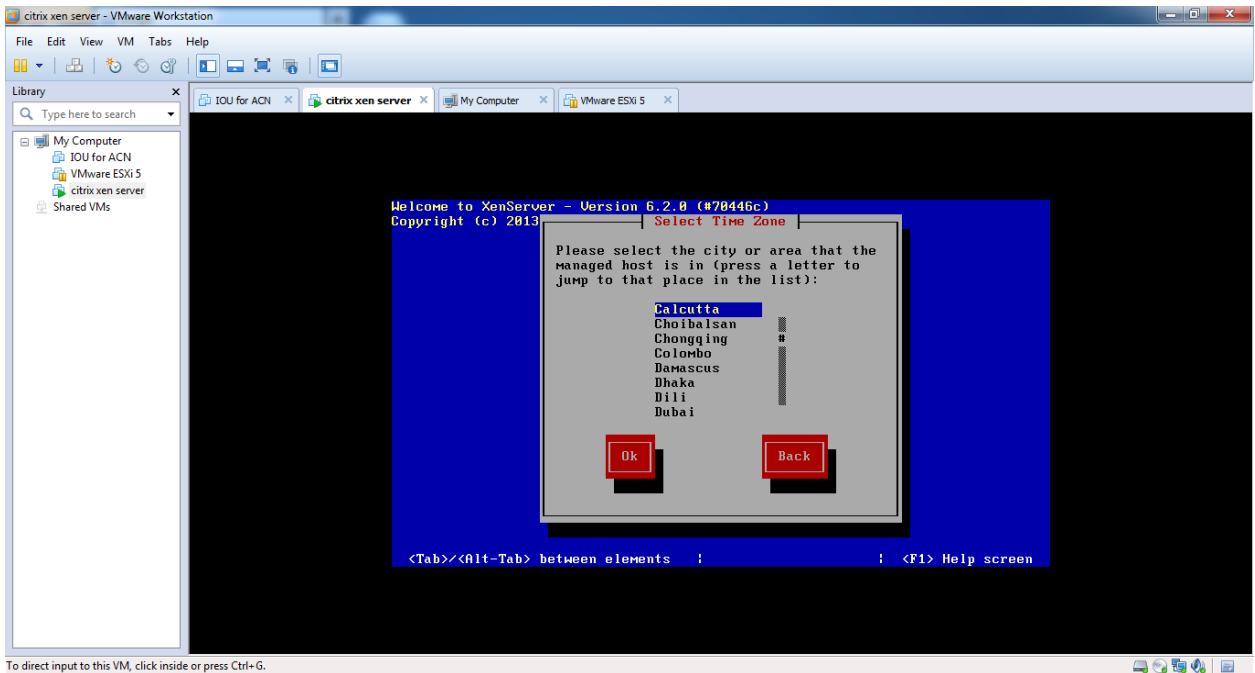 citrix xen server - VMware Workstation
File Edit View VM Tabs Help
Library x
Type here to search
My Computer
IOU for ACN
VMware ESXi 5
citrix xen server
Shared VMs
IOU for ACN × citrix xen server × My Computer × VMware ESXi 5 ×
Welcome to XenServer - Version 6.2.0 (#70446c)
Copyright (c) 2013
Select Time Zone
Please select the city or area that the
managed host is in (press a letter to
jump to that place in the list):
Calcutta
Choibalsan
Chongqing #
Colombo
Damascus
Dhaka
Dili
Dubai
Ok Back
<Tab>/<Alt-Tab> between elements ¦ ¦ <F1> Help screen
To direct input to this VM, click inside or press Ctrl+G.